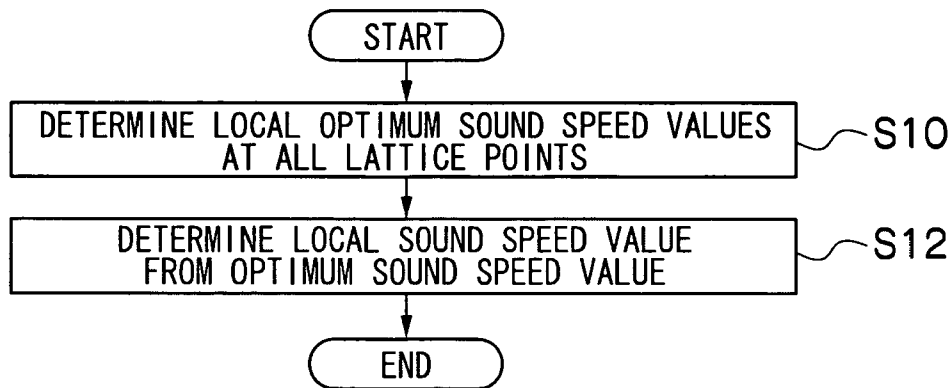 START
DETERMINE LOCAL OPTIMUM SOUND SPEED VALUES
AT ALL LATTICE POINTS
S10
DETERMINE LOCAL SOUND SPEED VALUE
FROM OPTIMUM SOUND SPEED VALUE
S12
END